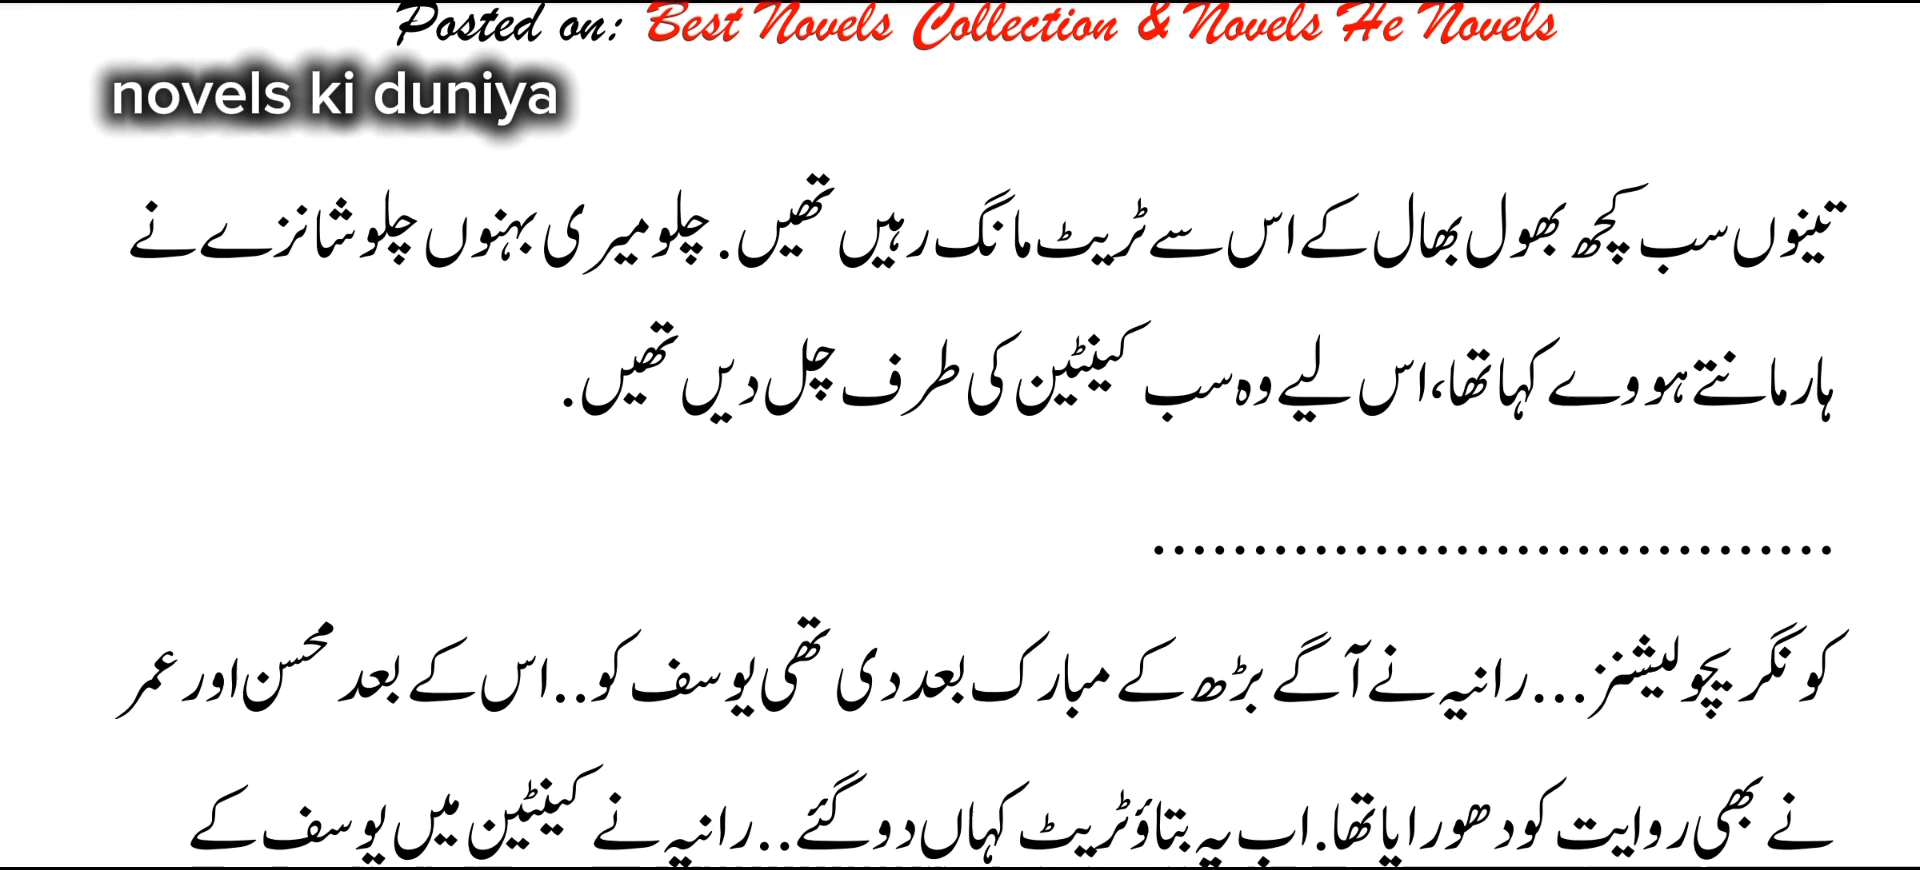 Posted on: Best Novels Collection & Novels He Novels
novels ki duniya
تینوں سب کچھ بھول بھال کے اس سے ٹریٹ مانگ رہیں تھیں. چلو میری بہنوں چلو شانزے نے
ہار مانتے ہووے کہا تھا،اس لیے وہ سب کینٹین کی طرف چل دیں تھیں.
..................................
کونگریچولیشنز...رانیہ نے آگے بڑھ کے مبارک بعد دی تھی یوسف کو..اس کے بعد محسن اور عمر
نے بھی روایت کو دھورایا تھا.اب یہ بتاؤ ٹریٹ کہاں دو گئے..رانیہ نے کینٹین میں یوسف کے